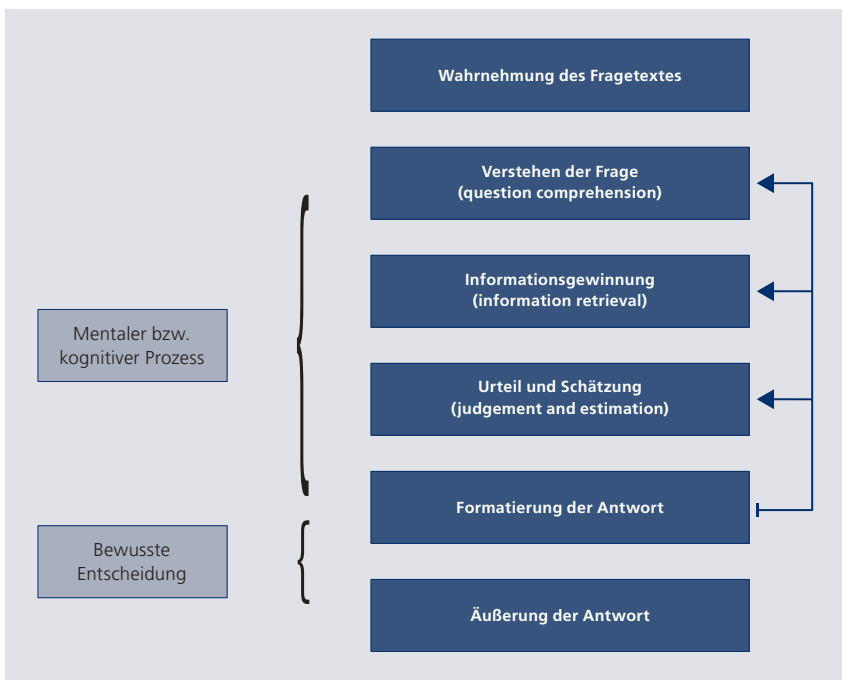 Wahrnehmung des Fragetextes
Verstehen der Frage
(question comprehension)
Informationsgewinnung
(information retrieval)
Mentaler bzw.
kognitiver Prozess
Urteil und Schätzung
(judgement and estimation)
Formatierung der Antwort
Bewusste
Entscheidung
Äußerung der Antwort